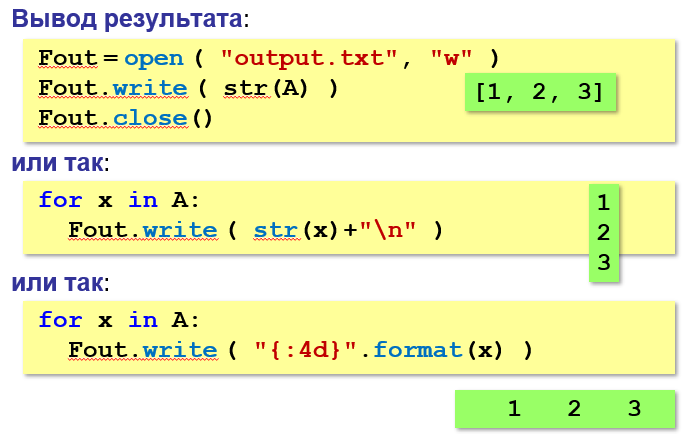 Вывод результата:
Fout = open ( "output.txt", "w" )
Fout.write ( str(A) )
[1, 2, 3]
Fout.close()
или так:
for x in A:
Fout.write ( str(x)+"\n" )
1
2
3
или так:
for x in A:
Fout.write ( "{:4d}".format(x) )
1 2 3